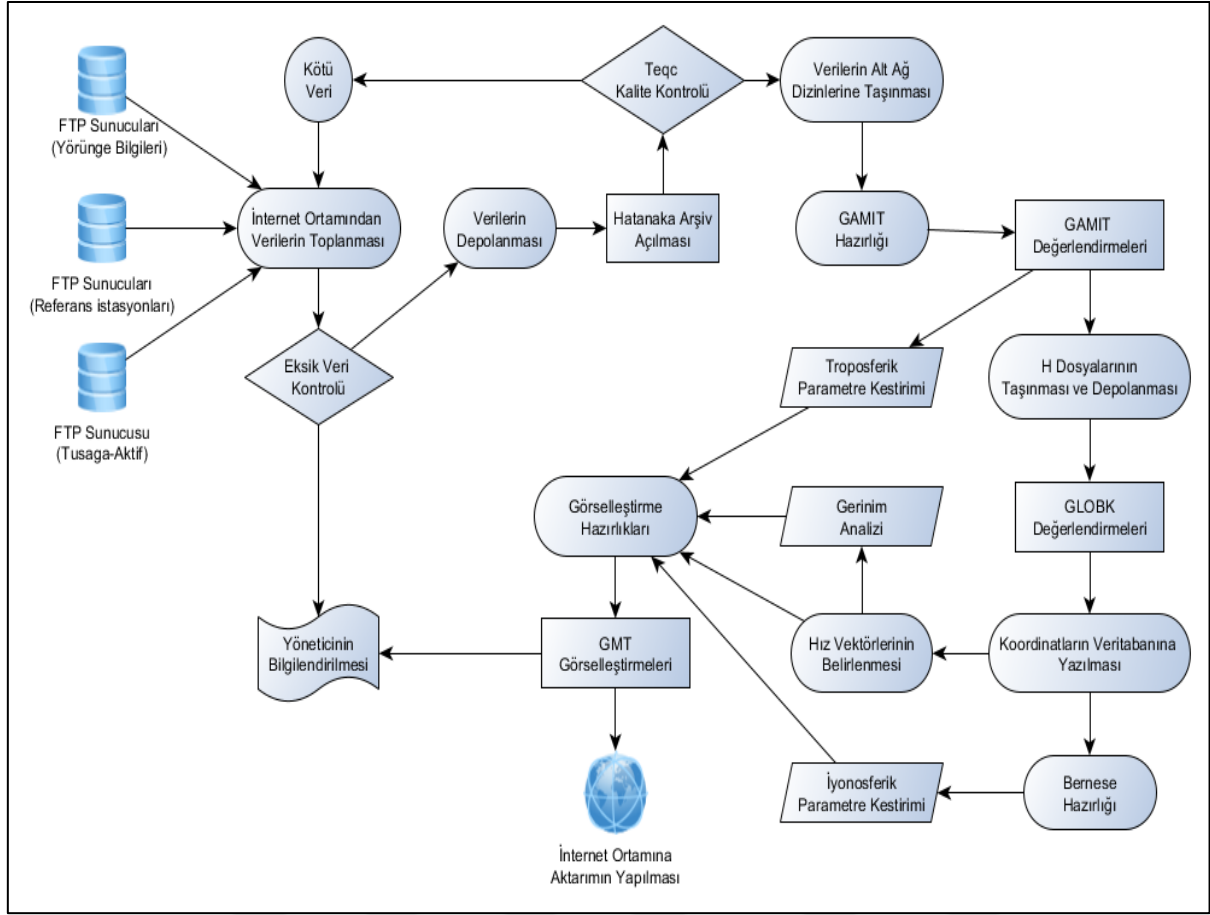 FTP Sunucuları
(Yörünge Bilgileri)
FTP Sunucuları
(Referans istasyonları)
FTP Sunucusu
(Tusaga-Aktif)
Kötü
Veri
Teqc
Kalite Kontrolü
Verilerin Alt Ağ
Dizinlerine Taşınması
İnternet Ortamından
Verilerin Toplanması
Verilerin
Depolanması
Hatanaka Arşiv
Açılması
GAMIT
Hazırlığı
GAMIT
Değerlendirmeleri
Eksik Veri
Kontrolü
Troposferik
Parametre Kestirimi
H Dosyalarının
Taşınması ve Depolanması
Görselleştirme
Hazırlıkları
Gerinim
Analizi
GLOBK
Değerlendirmeleri
Yöneticinin
Bilgilendirilmesi
GMT
Görselleştirmeleri
Hız Vektörlerinin
Belirlenmesi
Koordinatların Veritabanına
Yazılması
İyonosferik
Parametre Kestirimi
Bernese
Hazırlığı
İnternet Ortamına
Aktarımın Yapılması